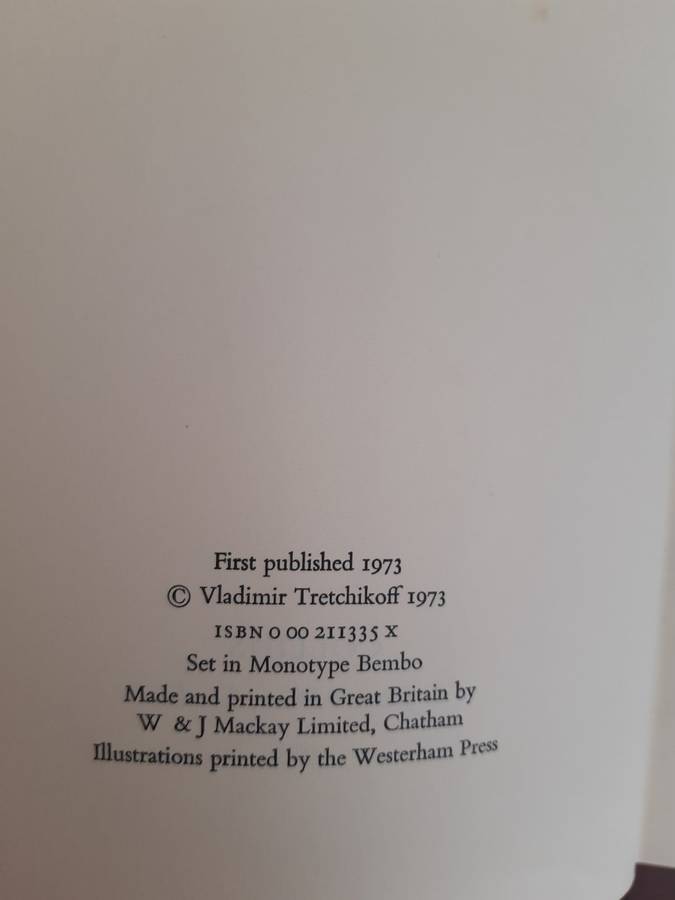 First published 1973
© Vladimir Tretchikoff 1973
ISBN 0 00 211335 X
Set in Monotype Bembo
Made and printed in Great Britain by
W & J Mackay Limited, Chatham
Illustrations printed by the Westerham Press